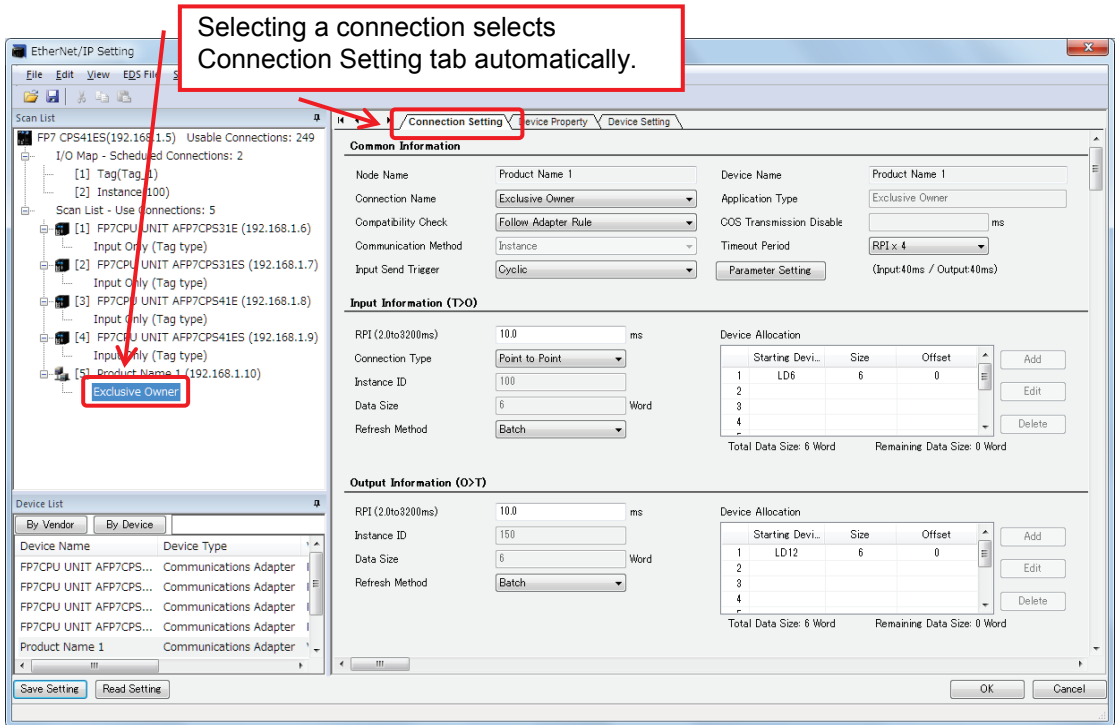 Selecting a connection selects
Connection Setting tab automatically.
EtherNet/IP Setting
File Edit View EDS File
Scan List
FP7 CPS41ES(192.168.1.5) Usable Connections: 249
I/O Map - Scheduled Connections: 2
[1] Tag(Tag_1)
[2] Instance(100)
Scan List - Use Connections: 5
[1] FP7CPU UNIT AFP7CPS31E (192.168.1.6)
Input Only (Tag type)
[2] FP7CPU UNIT AFP7CPS31ES (192.168.1.7)
Input Only (Tag type)
[3] FP7CPU UNIT AFP7CPS41E (192.168.1.8)
Input Only (Tag type)
[4] FP7CPU UNIT AFP7CPS41ES (192.168.1.9)
Input Only (Tag type)
[5] Product Name 1 (192.168.1.10)
Exclusive Owner
Device List
By Vendor By Device
Device Name Device Type
FP7CPU UNIT AFP7CPS... Communications Adapter
FP7CPU UNIT AFP7CPS... Communications Adapter
FP7CPU UNIT AFP7CPS... Communications Adapter
FP7CPU UNIT AFP7CPS... Communications Adapter
Product Name 1 Communications Adapter
Save Setting Read Setting
Connection Setting Device Property Device Setting
Common Information
Node Name Product Name 1 Device Name Product Name 1
Connection Name Exclusive Owner Application Type Exclusive Owner
Compatibility Check Follow Adapter Rule COS Transmission Disable ms
Communication Method Instance Timeout Period RPI x 4
Input Send Trigger Cyclic Parameter Setting (Input:40ms / Output:40ms)
Input Information (T>O)
RPI (2.0to3200ms) 10.0 ms Device Allocation
Connection Type Point to Point
Instance ID 100
Data Size 6 Word
Refresh Method Batch
Starting Devi... Size Offset
1 LD6 6 0
2
3
4
Add
Edit
Delete
Total Data Size: 6 Word Remaining Data Size: 0 Word
Output Information (O>T)
RPI (2.0to3200ms) 10.0 ms Device Allocation
Instance ID 150
Data Size 6 Word
Refresh Method Batch
Starting Devi... Size Offset
1 LD12 6 0
2
3
4
Add
Edit
Delete
Total Data Size: 6 Word Remaining Data Size: 0 Word
OK Cancel